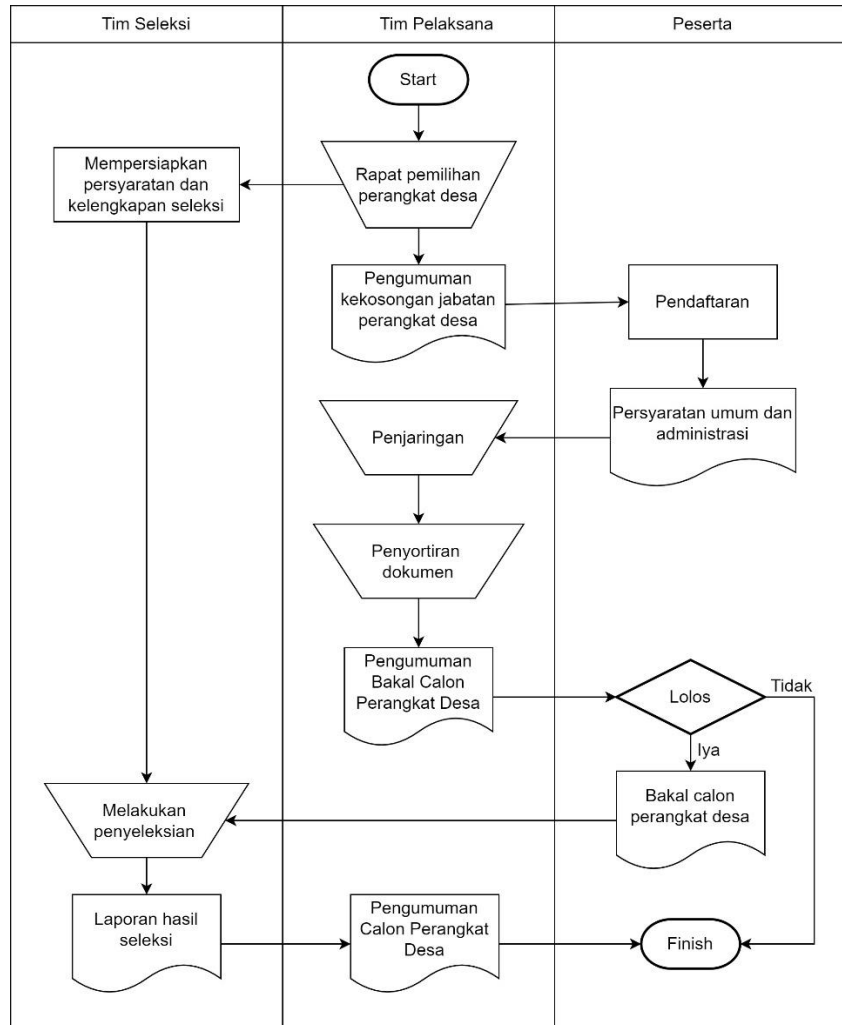 Tim Seleksi
Tim Pelaksana
Peserta
Start
Mempersiapkan
persyaratan dan
kelengkapan seleksi
Rapat pemilihan
perangkat desa
Pengumuman
kekosongan jabatan
perangkat desa
Pendaftaran
Persyaratan umum dan
administrasi
Penjaringan
Penyortiran
dokumen
Pengumuman
Bakal Calon
Perangkat Desa
Lolos
Tidak
Iya
Bakal calon
perangkat desa
Melakukan
penyeleksian
Laporan hasil
seleksi
Pengumuman
Calon Perangkat
Desa
Finish